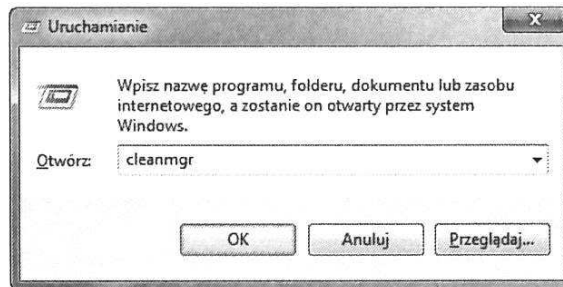 Uruchamianie
Wpisz nazwę programu, folderu, dokumentu lub zasobu
internetowego, a zostanie on otwarty przez system
Windows.
Otwórz: cleanmgr
OK Anuluj Przeglądaj...